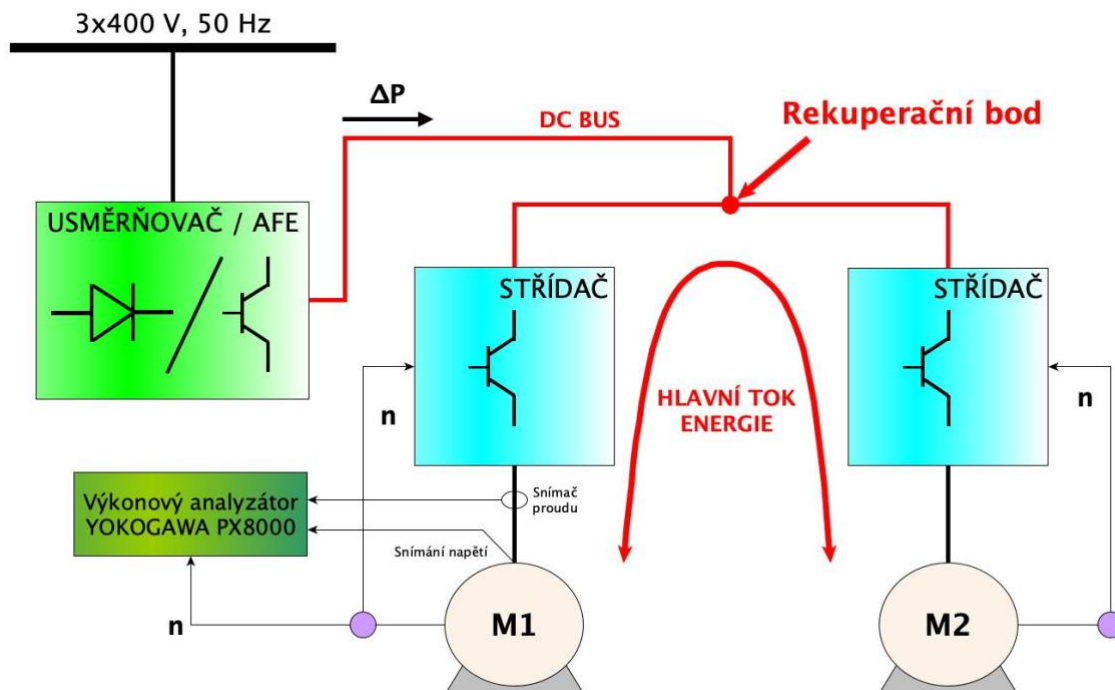 3x400 V, 50 Hz
ΔP
DC BUS
Rekuperační bod
USMĚRŇOVAČ / AFE
STŘÍDAČ
STŘÍDAČ
n
HLAVNÍ TOK
ENERGIE
n
Výkonový analyzátor
YOKOGAWA PX8000
Snímač
proudu
Snímání napětí
n
M1
M2